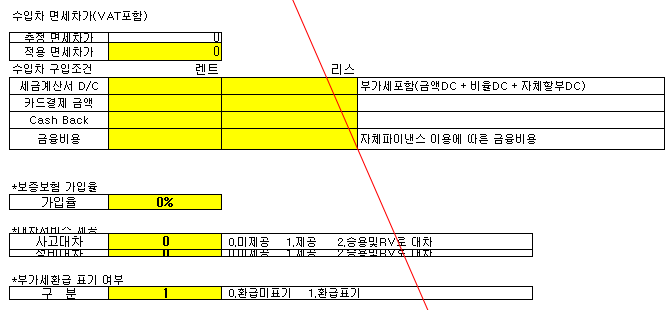 수입차 면세차가(VAT포함)
추정 면세차가 0
적용 면세차가 0
수입차 구입조건 렌트 리스
세금계산서 D/C 부가세포함(금액DC + 비율DC + 자체할부DC)
카드결제 금액
Cash Back
금융비용 자체파이낸스 이용에 따른 금융비용
*보증보험 가입율
가입율 0%
*대차서비스 제공
사고대차 0 0,미제공 1,제공 2,승용및RV로 대차
정비대차 0 0,미제공 1,제공 2,승용및RV로 대차
*부가세환급 표기 여부
구 분 1 0,환급미표기 1,환급표기